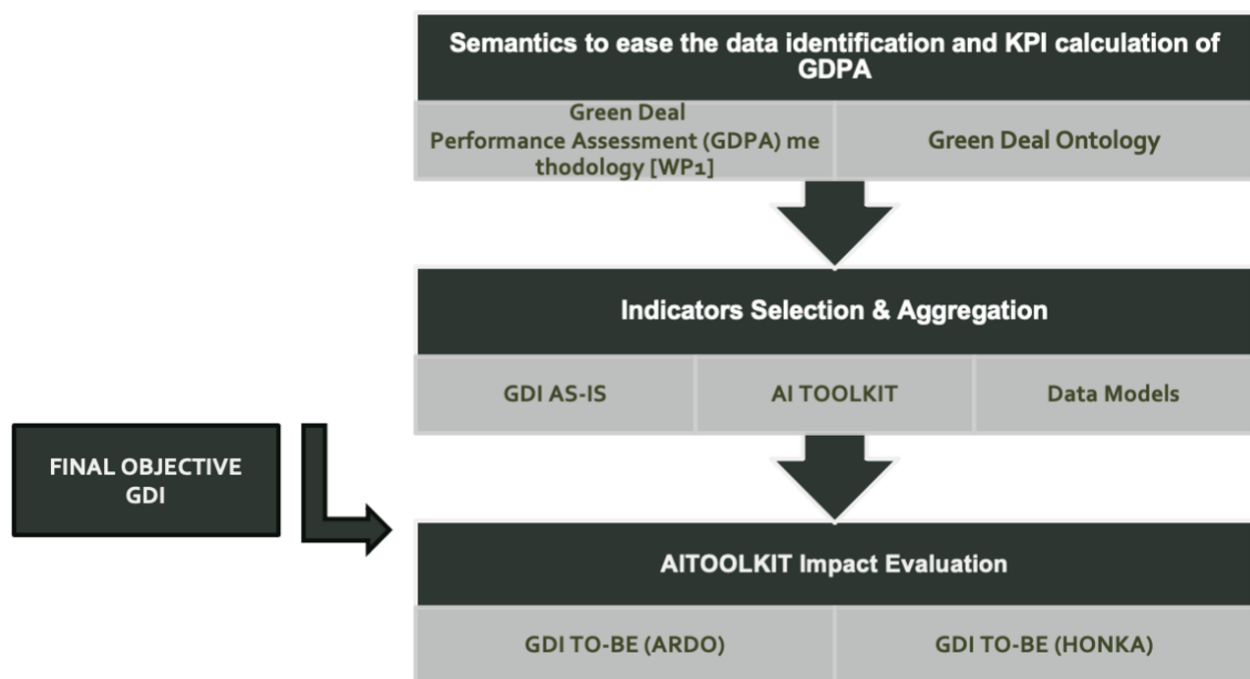 Semantics to ease the data identification and KPI calculation of
GDPA
Green Deal
Performance Assessment (GDPA) me
thodology [WP1]
Green Deal Ontology
Indicators Selection & Aggregation
GDI AS-IS
AI TOOLKIT
Data Models
FINAL OBJECTIVE
GDI
AITOOLKIT Impact Evaluation
GDI TO-BE (ARDO)
GDI TO-BE (HONKA)